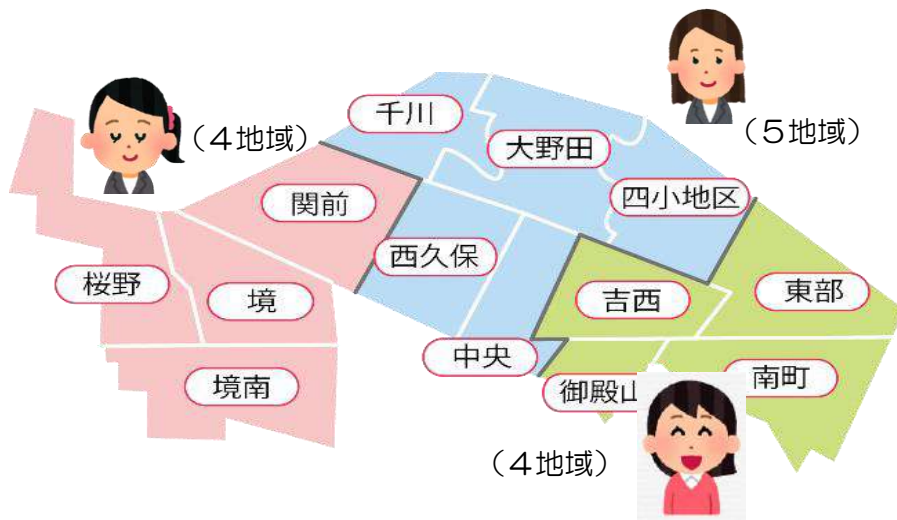 千川
（4地域）
大野田
（5地域）
関前
四小地区
西久保
桜野
境
吉西
東部
中央
境南
御殿山
南町
（4地域）